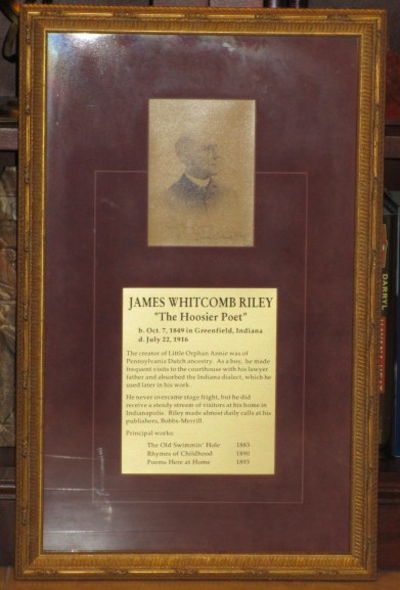 JAMES WHITCOMB RILEY
"The Hoosier Poet"
b. Oct. 7, 1849 in Greenfield, Indiana
d. July 22, 1916
The creator of Little Orphan Annie was of
Pennsylvania Dutch ancestry. As a boy, he made
frequent visits to the courthouse with his lawyer
father and absorbed the Indiana dialect, which he
used later in his work.
He never overcame stage fright, but he did
receive a steady stream of visitors at his home in
Indianapolis. Riley made almost daily calls at his
publishers, Bobbs-Merrill.
Principal works:
The Old Swimmin' Hole 1883
Rhymes of Childhood 1890
Poems Here at Home 1893
DARRYL